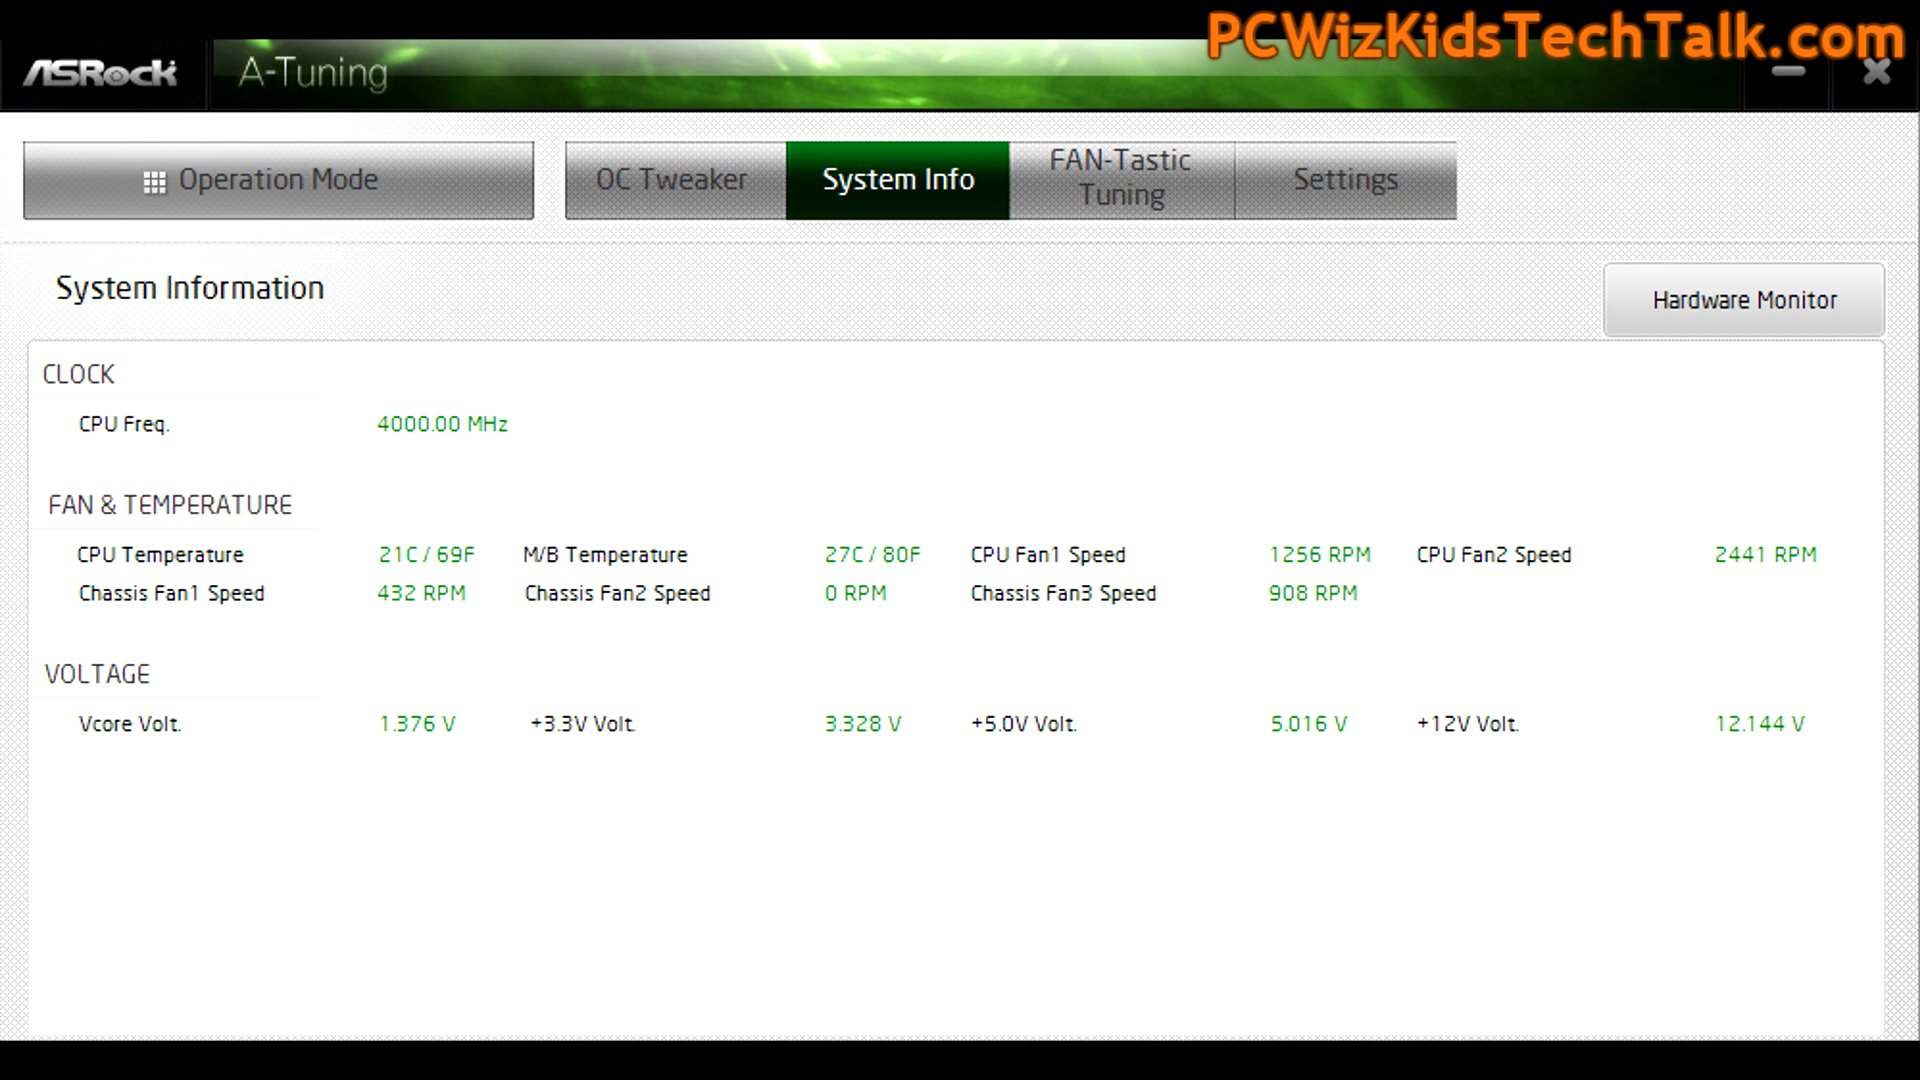 PCWizKidsTechTalk.com
ASRock A-Tuning
Operation Mode OC Tweaker System Info FAN-Tastic Tuning Settings
System Information Hardware Monitor
CLOCK
CPU Freq. 4000.00 MHz
FAN & TEMPERATURE
CPU Temperature 21C / 69F M/B Temperature 27C / 80F CPU Fan1 Speed 1256 RPM CPU Fan2 Speed 2441 RPM
Chassis Fan1 Speed 432 RPM Chassis Fan2 Speed 0 RPM Chassis Fan3 Speed 908 RPM
VOLTAGE
Vcore Volt. 1.376 V +3.3V Volt. 3.328 V +5.0V Volt. 5.016 V +12V Volt. 12.144 V